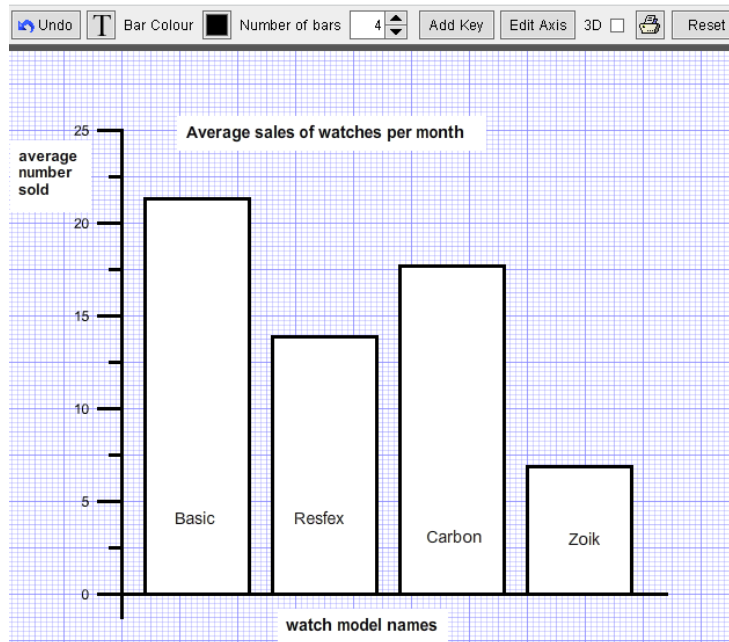 Undo T Bar Colour Number of bars 4 Add Key Edit Axis 3D Reset
Average sales of watches per month
25
average
number
sold
20
15
10
5
0
Basic Resfex Carbon Zoik
watch model names